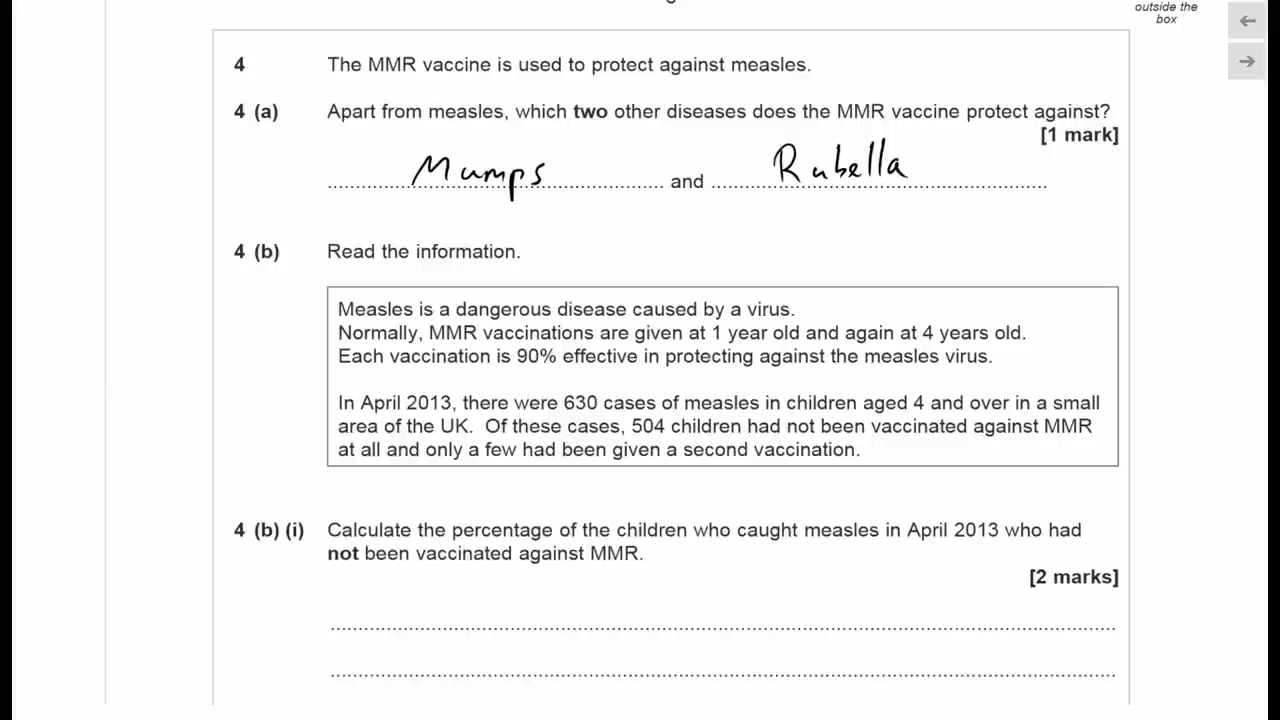 outside the
box
←
→
4 The MMR vaccine is used to protect against measles.
4 (a) Apart from measles, which two other diseases does the MMR vaccine protect against?
[1 mark]
Mumps and Rubella
4 (b) Read the information.
Measles is a dangerous disease caused by a virus.
Normally, MMR vaccinations are given at 1 year old and again at 4 years old.
Each vaccination is 90% effective in protecting against the measles virus.
In April 2013, there were 630 cases of measles in children aged 4 and over in a small
area of the UK. Of these cases, 504 children had not been vaccinated against MMR
at all and only a few had been given a second vaccination.
4 (b) (i) Calculate the percentage of the children who caught measles in April 2013 who had
not been vaccinated against MMR.
[2 marks]